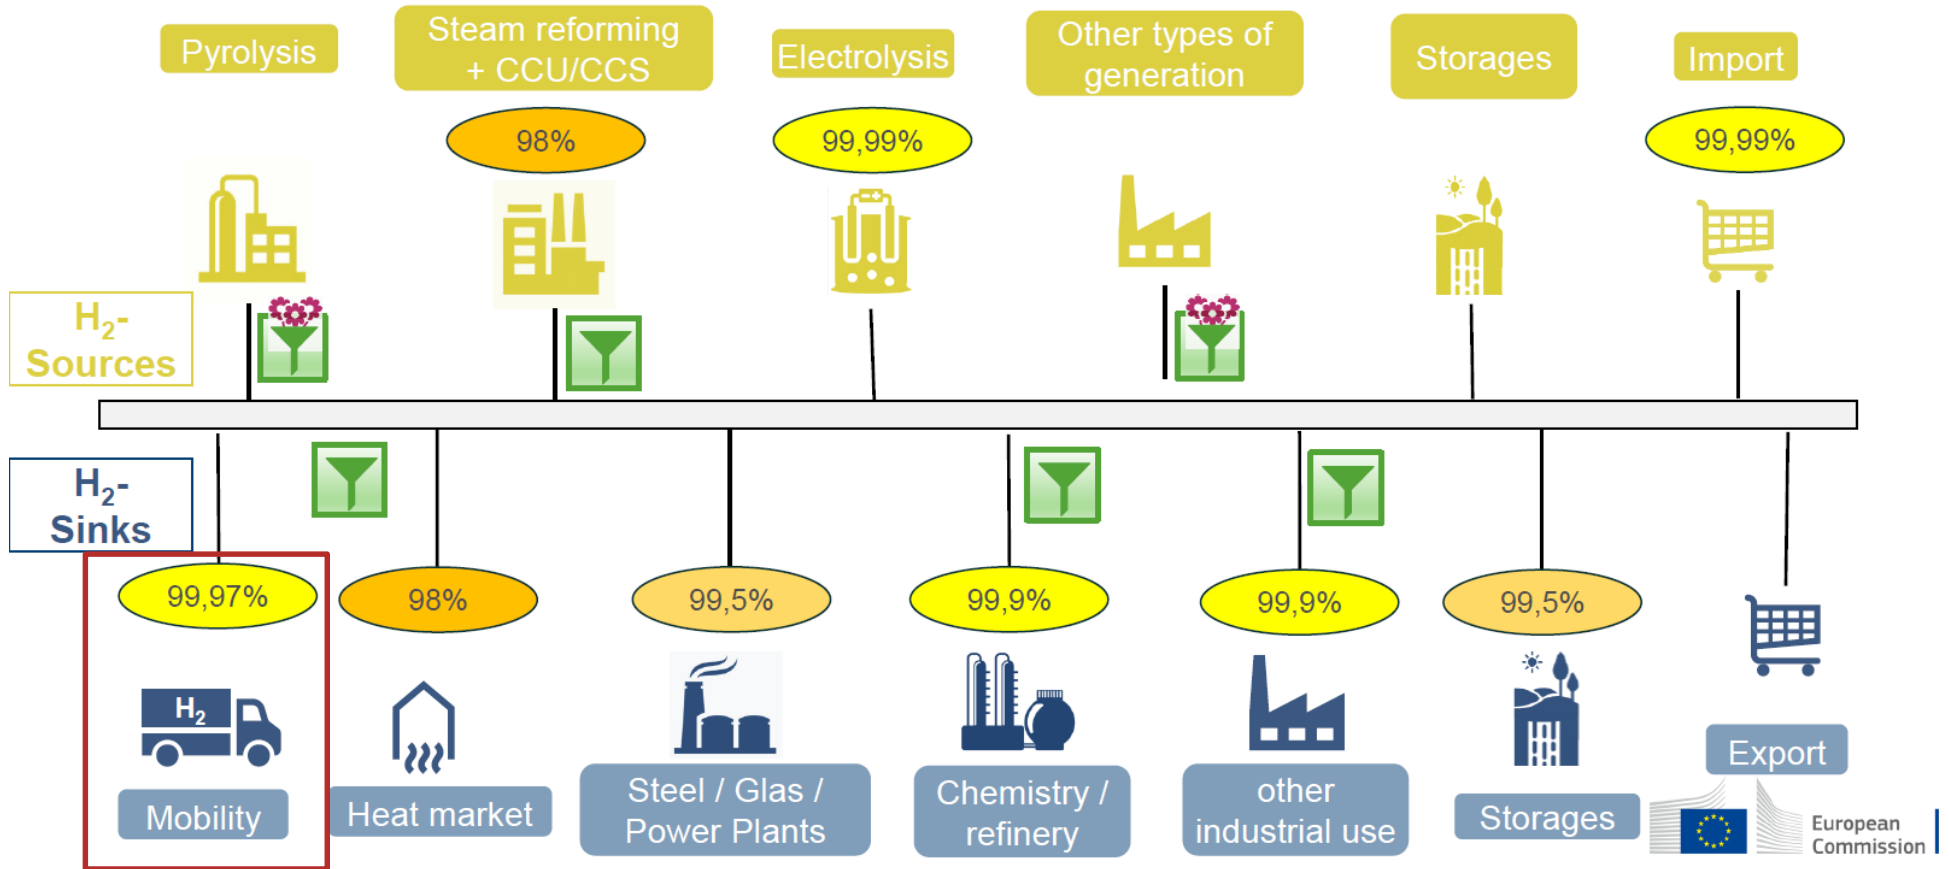 Pyrolysis
Steam reforming
+ CCU/CCS
Electrolysis
Other types of
generation
Storages
Import
98%
99,99%
99,99%
H₂-
Sources
H₂-
Sinks
99,97%
98%
99,5%
99,9%
99,9%
99,5%
H₂
Mobility
Heat market
Steel / Glas /
Power Plants
Chemistry /
refinery
other
industrial use
Storages
Export
European
Commission